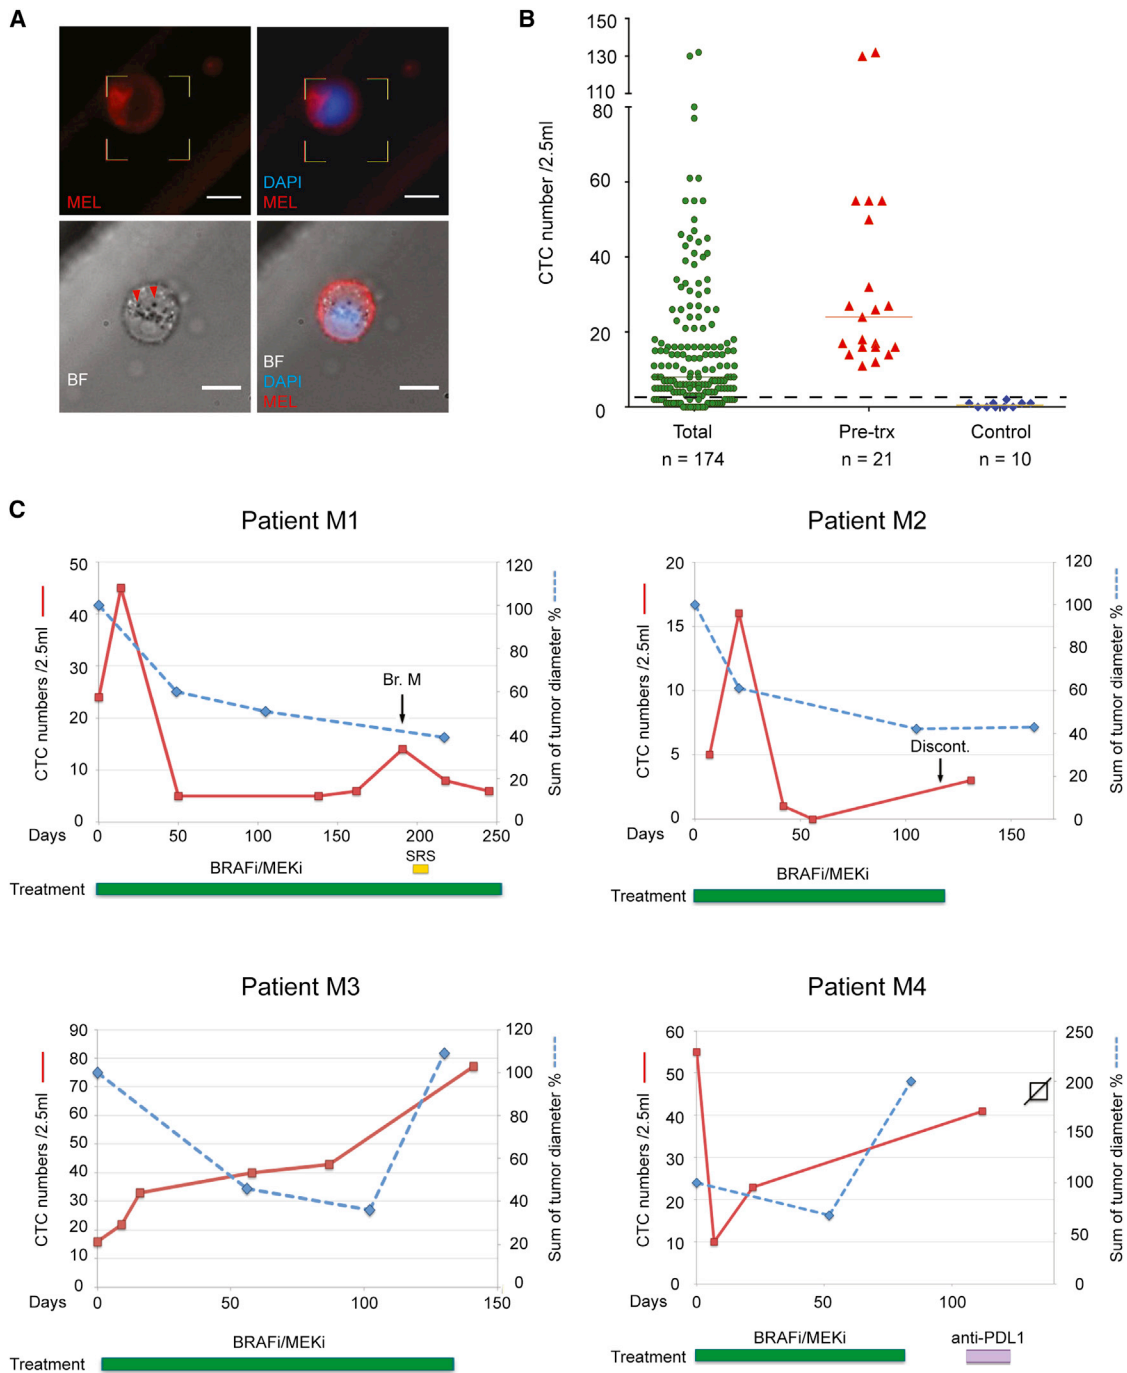 A
MEL
DAPI
MEL
BF
BF
DAPI
MEL
B
CTC number /2.5ml
150
130
110
80
60
40
20
0
Total
Pre-trx
Control
n = 174
n = 21
n = 10
C
Patient M1
CTC numbers /2.5ml
50
40
30
20
10
0
120
100
80
60
40
20
0
Sum of tumor diameter %
Br. M
Days
0
50
100
150
200
250
SRS
BRAFi/MEKi
Treatment
Patient M2
CTC numbers /2.5ml
20
15
10
5
0
120
100
80
60
40
20
0
Sum of tumor diameter %
Discont.
Days
0
50
100
150
BRAFi/MEKi
Treatment
Patient M3
CTC numbers /2.5ml
90
80
70
60
50
40
30
20
10
0
120
100
80
60
40
20
0
Sum of tumor diameter %
Days
0
50
100
150
BRAFi/MEKi
Treatment
Patient M4
CTC numbers /2.5ml
60
50
40
30
20
10
0
250
200
150
100
50
0
Sum of tumor diameter %
Days
0
50
100
BRAFi/MEKi
anti-PDL1
Treatment